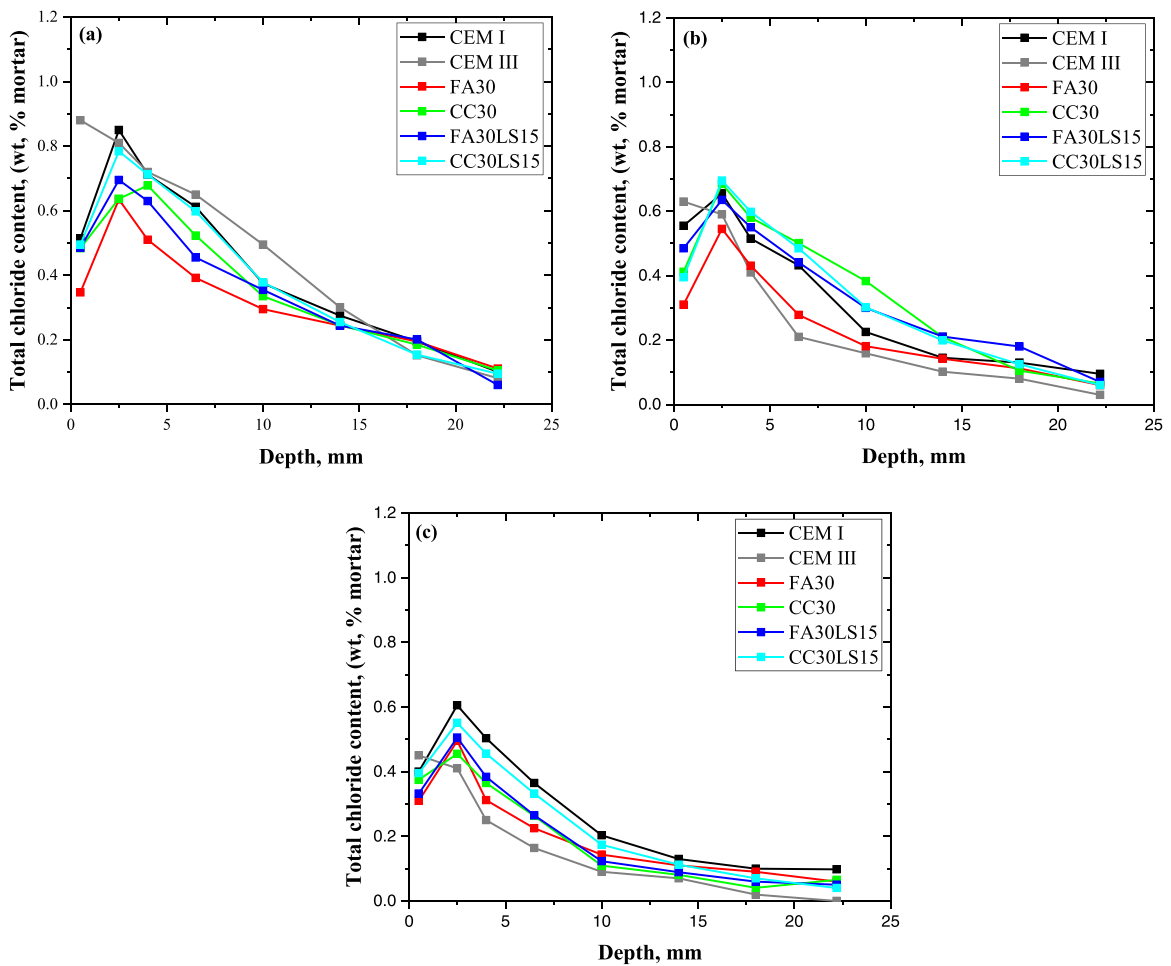 (a)
CEM I
CEM III
FA30
CC30
FA30LS15
CC30LS15
Total chloride content, (wt, % mortar)
1.2
1.0
0.8
0.6
0.4
0.2
0.0
0 5 10 15 20 25
Depth, mm
(b)
CEM I
CEM III
FA30
CC30
FA30LS15
CC30LS15
Total chloride content, (wt, % mortar)
1.2
1.0
0.8
0.6
0.4
0.2
0.0
0 5 10 15 20 25
Depth, mm
(c)
CEM I
CEM III
FA30
CC30
FA30LS15
CC30LS15
Total chloride content, (wt, % mortar)
1.2
1.0
0.8
0.6
0.4
0.2
0.0
0 5 10 15 20 25
Depth, mm